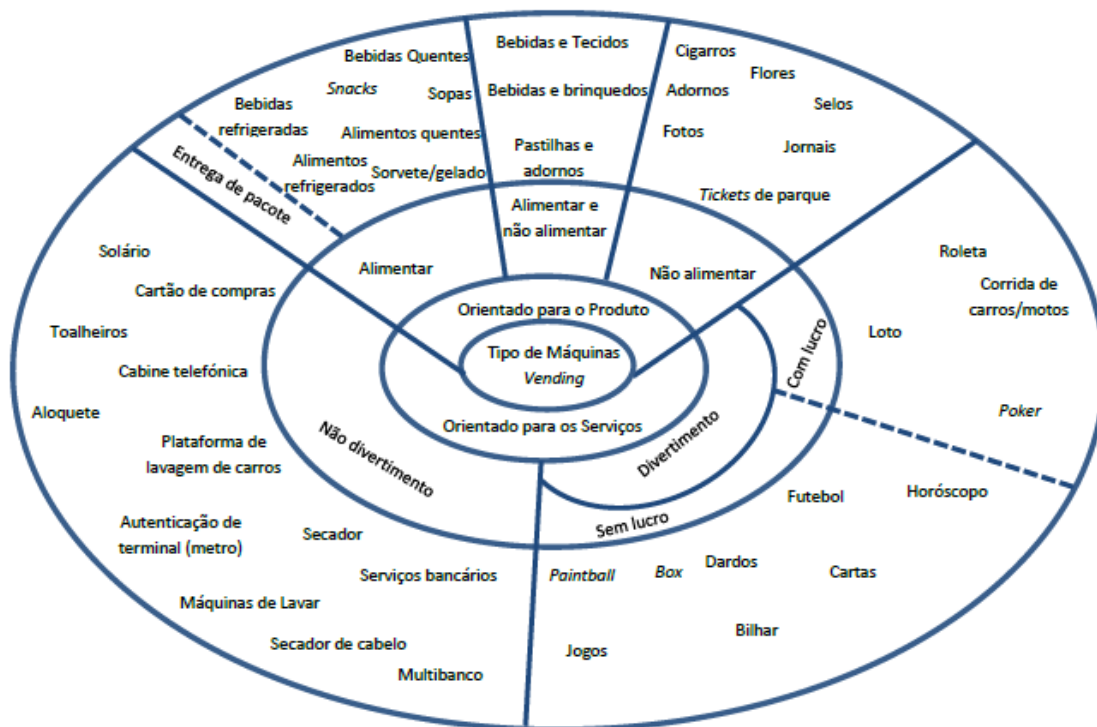 Bebidas Quentes
Snacks
Sopas
Bebidas
refrigeradas
Alimentos quentes
Alimentos
refrigerados
Sorvete/gelado
Entrega de pacote
Bebidas e Tecidos
Bebidas e brinquedos
Pastilhas e
adornos
Cigarros
Flores
Adornos
Selos
Fotos
Jornais
Tickets de parque
Alimentar e
não alimentar
Alimentar
Não alimentar
Orientado para o Produto
Tipo de Máquinas
Vending
Orientado para os Serviços
Não divertimento
Divertimento
Com lucro
Sem lucro
Solário
Cartão de compras
Toalheiros
Cabine telefónica
Aloquete
Plataforma de
lavagem de carros
Autenticação de
terminal (metro)
Secador
Serviços bancários
Máquinas de Lavar
Secador de cabelo
Multibanco
Roleta
Corrida de
carros/motos
Loto
Poker
Futebol
Horóscopo
Paintball
Box
Dardos
Cartas
Bilhar
Jogos